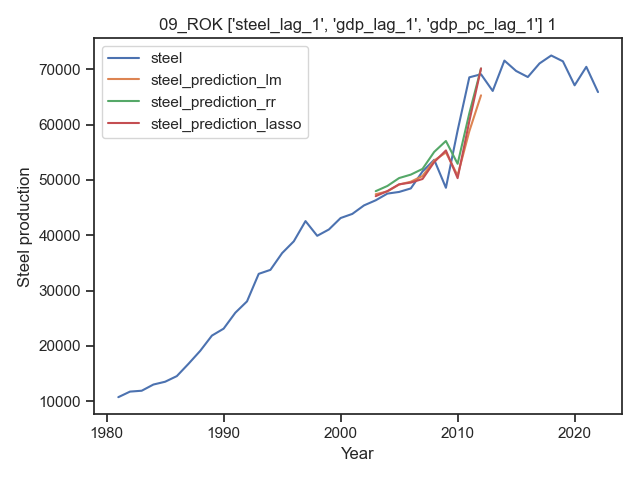 09_ROK ['steel_lag_1', 'gdp_lag_1', 'gdp_pc_lag_1'] 1
steel
steel_prediction_lm
steel_prediction_rr
steel_prediction_lasso
70000
60000
50000
40000
30000
20000
10000
Steel production
1980
1990
2000
2010
2020
Year